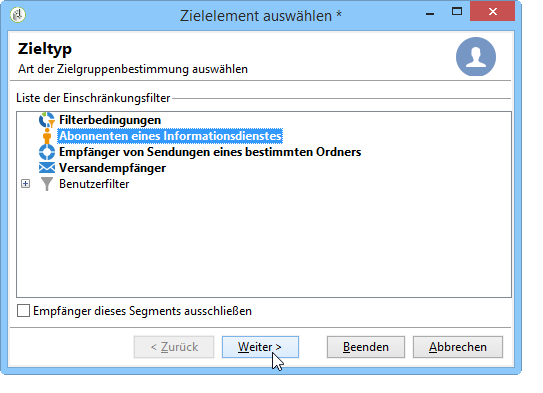 Zielelement auswählen *
Zieltyp
Art der Zielgruppenbestimmung auswählen
Liste der Einschränkungsfilter
Filterbedingungen
Abonnenten eines Informationsdienstes
Empfänger von Sendungen eines bestimmten Ordners
Versandempfänger
Benutzerfilter
Empfänger dieses Segments ausschließen
< Zurück Weiter > Beenden Abbrechen